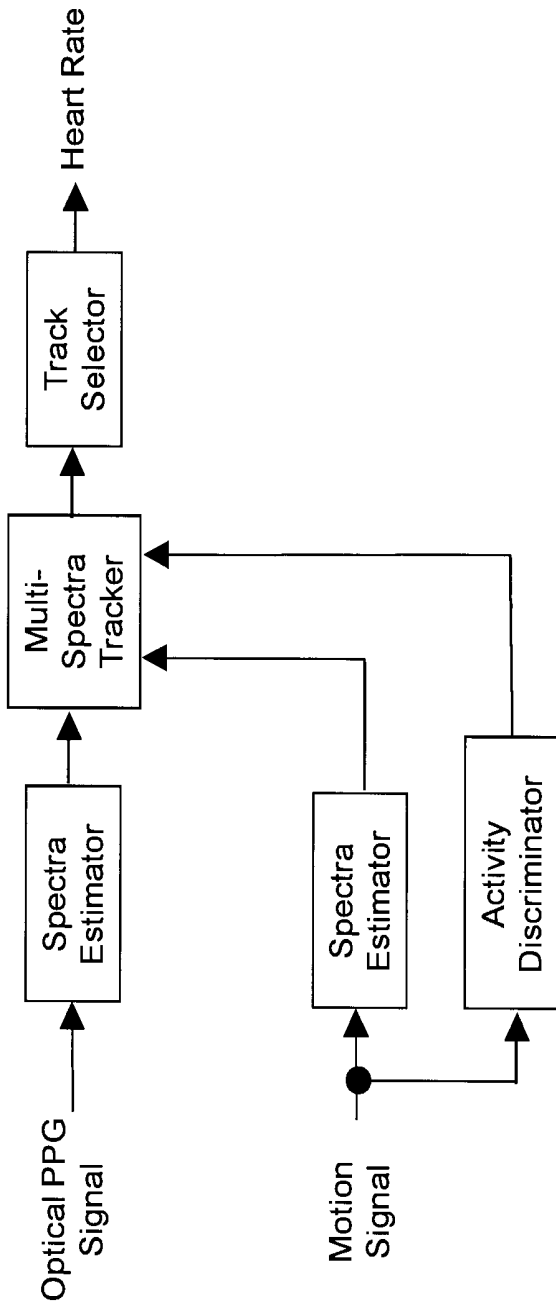 Optical PPG
Signal
Spectra
Estimator
Multi-
Spectra
Tracker
Track
Selector
Heart Rate
Motion
Signal
Spectra
Estimator
Activity
Discriminator